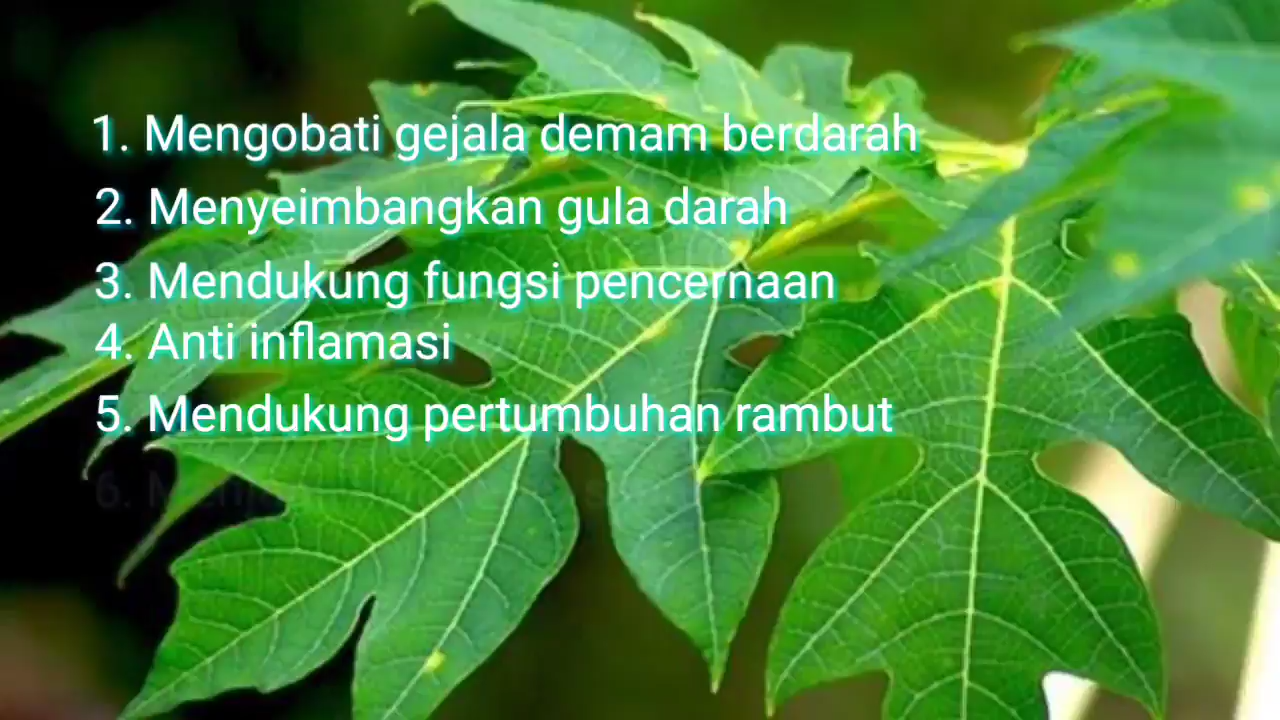 1. Mengobati gejala demam berdarah
2. Menyeimbangkan gula darah
3. Mendukung fungsi pencernaan
4. Anti inflamasi
5. Mendukung pertumbuhan rambut
6.